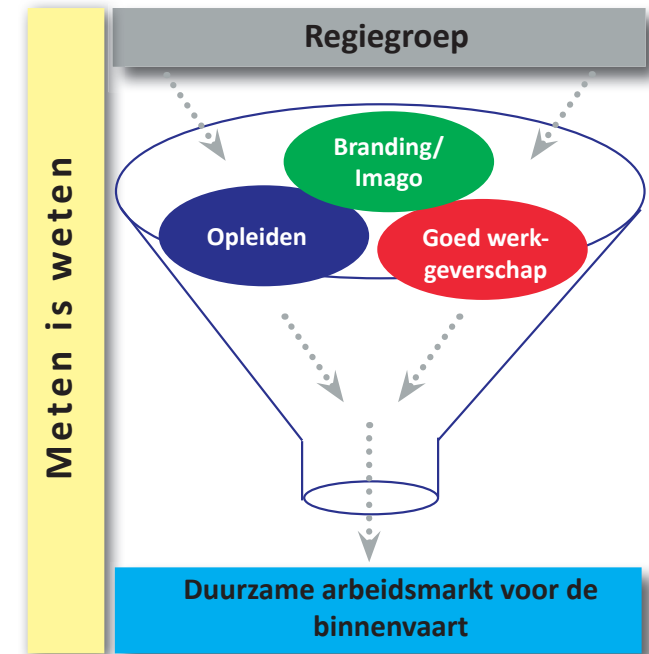 Meten is weten
Regiegroep
Branding/
Imago
Opleiden
Goed werk-
geverschap
Duurzame arbeidsmarkt voor de
binnenvaart